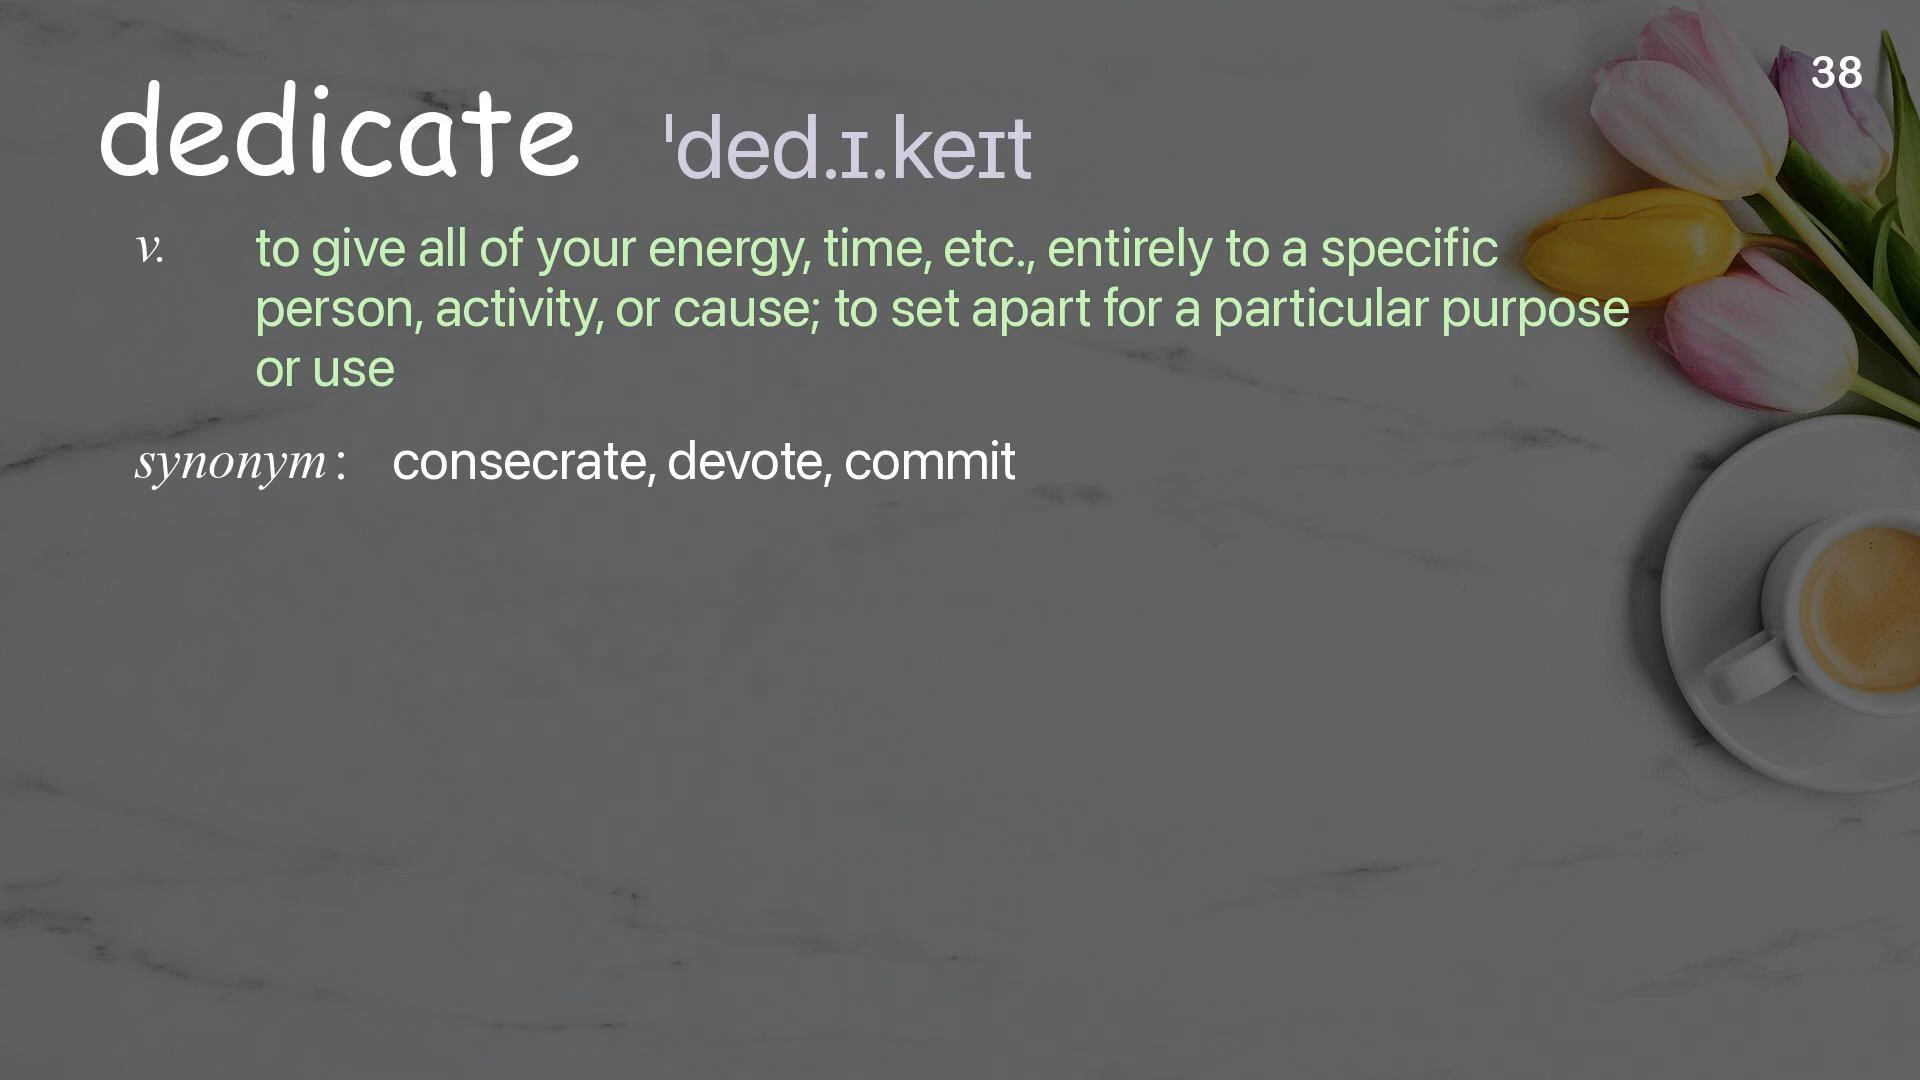 38
dedicate ˈded.ɪ.keɪt
v. to give all of your energy, time, etc., entirely to a specific
person, activity, or cause; to set apart for a particular purpose
or use
synonym : consecrate, devote, commit